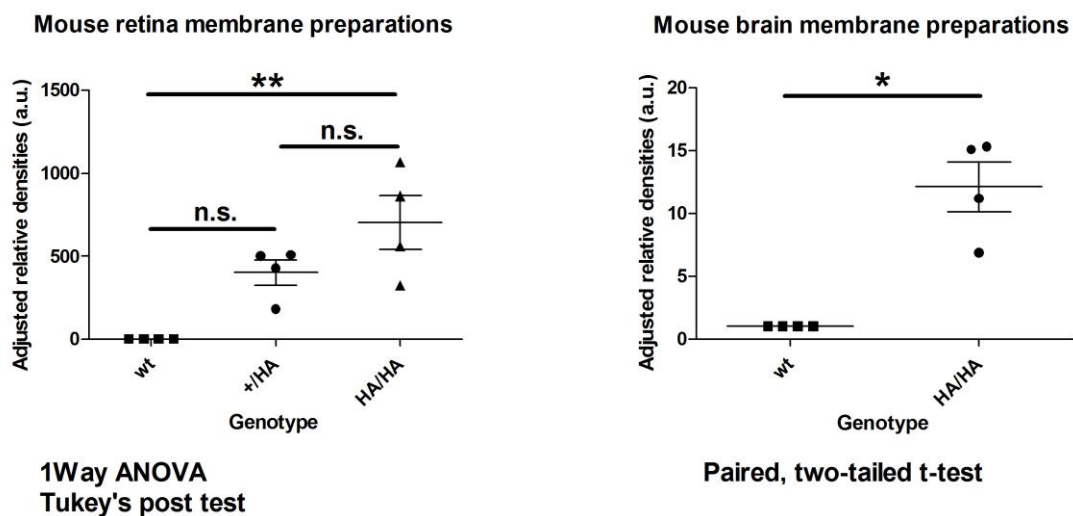 Mouse retina membrane preparations
Adjusted relative densities (a.u.)
1500
1000
500
0
**
n.s.
n.s.
wt
+/HA
HA/HA
Genotype
1Way ANOVA
Tukey's post test
Mouse brain membrane preparations
Adjusted relative densities (a.u.)
20
15
10
5
0
*
wt
HA/HA
Genotype
Paired, two-tailed t-test